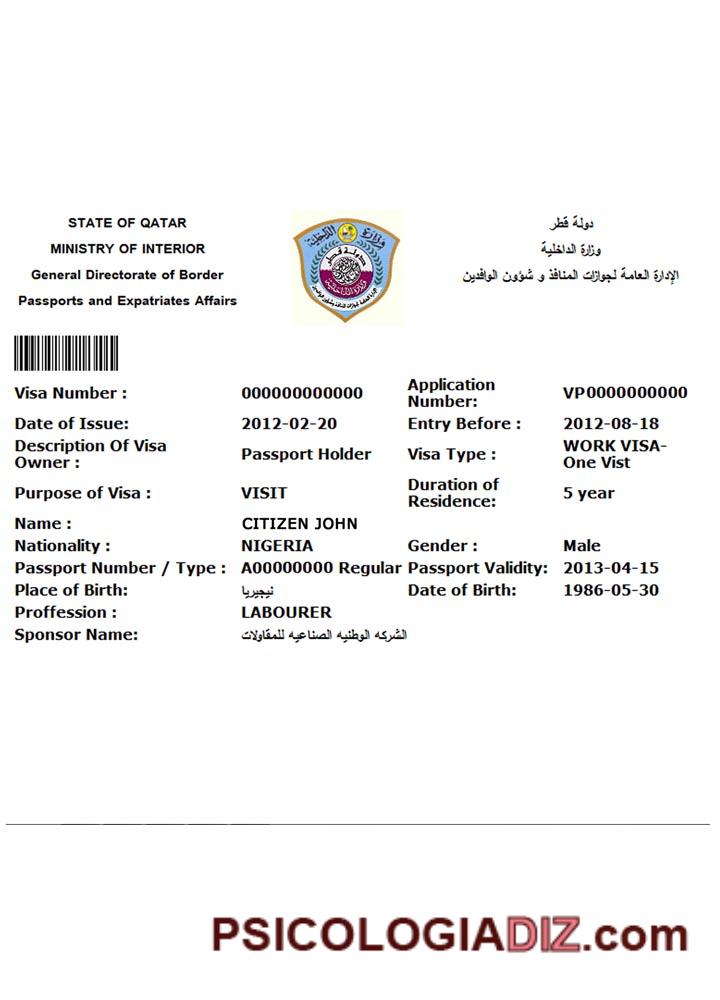 STATE OF QATAR
MINISTRY OF INTERIOR
General Directorate of Border
Passports and Expatriates Affairs
وزارة الداخلية
دولة قطر
دولة قطر
وزارة الداخلية
الإدارة العامة لجوازات المنافذ و شؤون الوافدين
Visa Number : 000000000000 Application Number: VP0000000000
Date of Issue: 2012-02-20 Entry Before : 2012-08-18
Description Of Visa Owner : Passport Holder Visa Type : WORK VISA- One Vist
Purpose of Visa : VISIT Duration of Residence: 5 year
Name : CITIZEN JOHN
Nationality : NIGERIA Gender : Male
Passport Number / Type : A00000000 Regular Passport Validity: 2013-04-15
Place of Birth: نيجيريا Date of Birth: 1986-05-30
Proffession : LABOURER
Sponsor Name: الشركه الوطنيه الصناعيه للمقاولات
PSICOLOGIADIZ.com